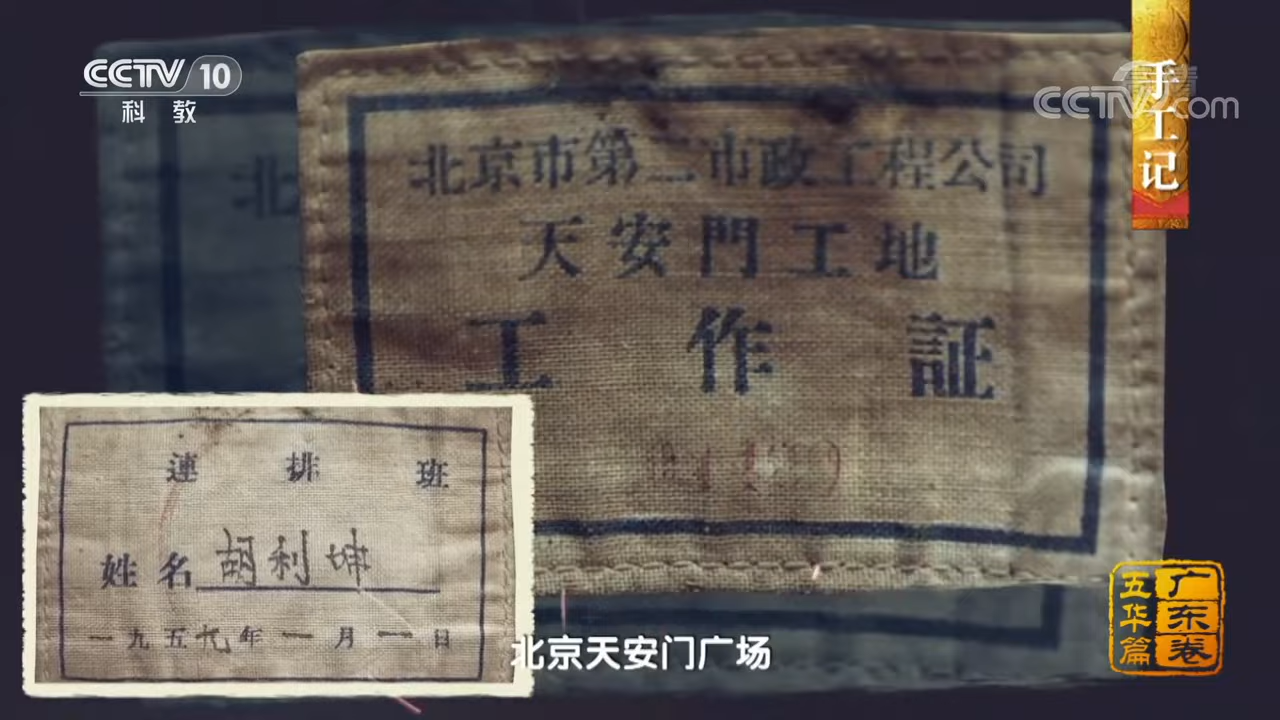 CCTV 10
科教
CCTV.com
手工记
北京市第二市政工程公司
天安門工地
工作証
連 排 班
姓名 胡利坤
一九五九年一月一日
北京天安门广场
广东卷
五华篇